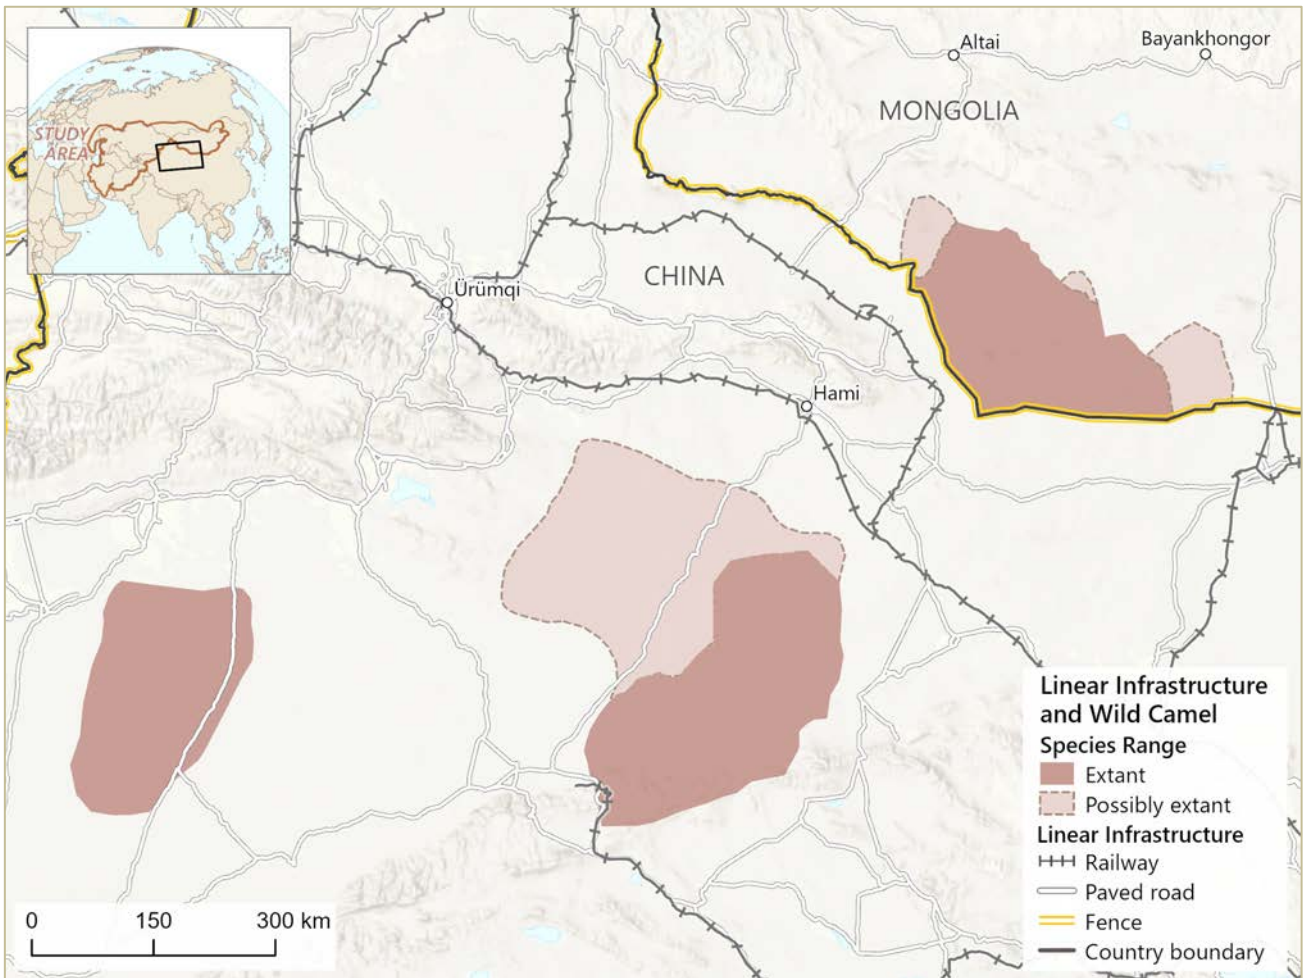 STUDY
AREA
Altai
Bayankhongor
MONGOLIA
CHINA
Ürümqi
Hami
Linear Infrastructure
and Wild Camel
Species Range
Extant
Possibly extant
Linear Infrastructure
Railway
Paved road
Fence
Country boundary
0 150 300 km